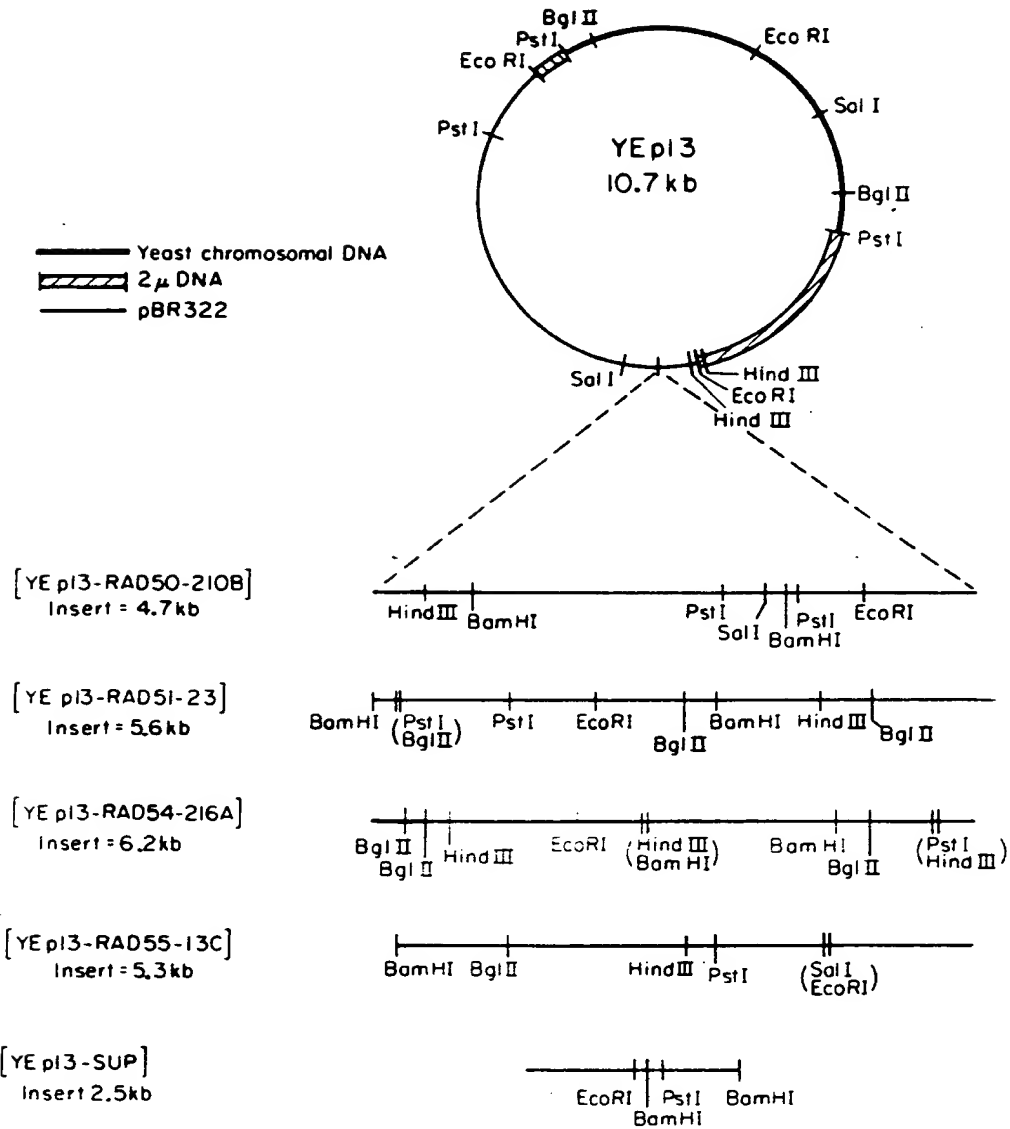 Bgl II
Pst I
Eco RI
Eco RI
Sal I
Pst I
YEp13
10.7kb
Bgl II
Pst I
Yeast chromosomal DNA
2μ DNA
pBR322
Sal I
Hind III
Eco RI
Hind III
[YEp13-RAD50-210B]
Insert = 4.7kb
Hind III
BamHI
Pst I
Sal I
BamHI
Pst I
EcoRI
[YEp13-RAD51-23]
Insert = 5.6kb
BamHI
(Pst I
Bgl II)
Pst I
EcoRI
Bgl II
BamHI
Hind III
Bgl II
[YEp13-RAD54-216A]
Insert = 6.2kb
Bgl II
Bgl II
Hind III
EcoRI
(Hind III
Bam HI)
Bam HI
Bgl II
(Pst I
Hind III)
[YEp13-RAD55-13C]
Insert = 5.3kb
BamHI
Bgl II
Hind III
Pst I
(Sal I
EcoRI)
[YEp13-SUP]
Insert 2.5kb
EcoRI
BamHI
Pst I
BamHI